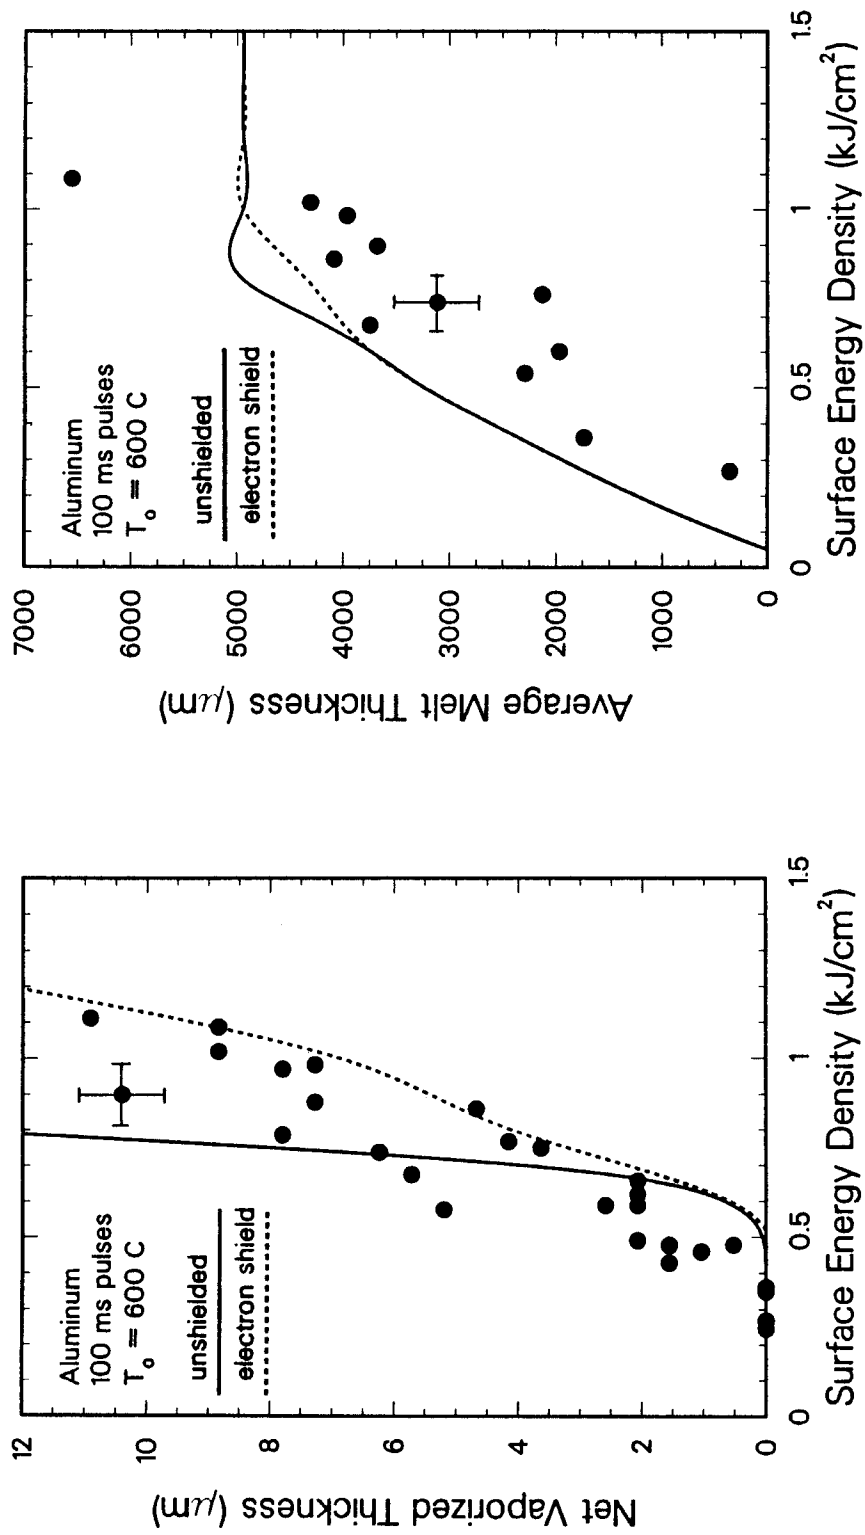 Net Vaporized Thickness (μm)
12
10
8
6
4
2
0
Aluminum
100 ms pulses
T₀ = 600 C
unshielded
electron shield
0
0.5
1
1.5
Surface Energy Density (kJ/cm²)
Average Melt Thickness (μm)
7000
6000
5000
4000
3000
2000
1000
0
Aluminum
100 ms pulses
T₀ = 600 C
unshielded
electron shield
0
0.5
1
1.5
Surface Energy Density (kJ/cm²)